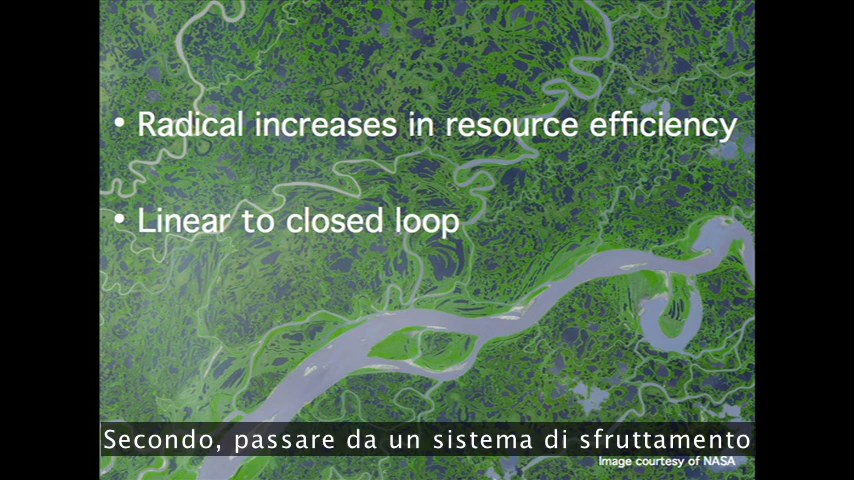 • Radical increases in resource efficiency
• Linear to closed loop
Secondo, passare da un sistema di sfruttamento
Image courtesy of NASA